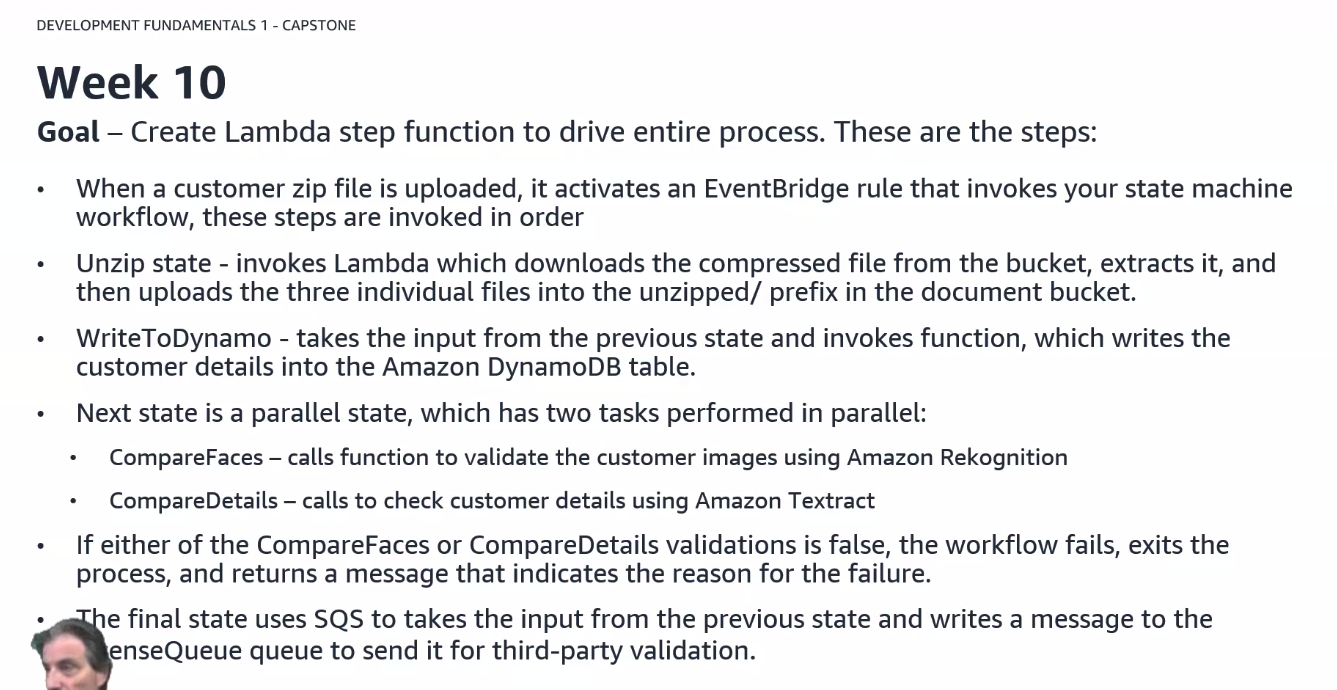 DEVELOPMENT FUNDAMENTALS 1 - CAPSTONE
Week 10
Goal – Create Lambda step function to drive entire process. These are the steps:
• When a customer zip file is uploaded, it activates an EventBridge rule that invokes your state machine
workflow, these steps are invoked in order
• Unzip state - invokes Lambda which downloads the compressed file from the bucket, extracts it, and
then uploads the three individual files into the unzipped/ prefix in the document bucket.
• WriteToDynamo - takes the input from the previous state and invokes function, which writes the
customer details into the Amazon DynamoDB table.
• Next state is a parallel state, which has two tasks performed in parallel:
• CompareFaces – calls function to validate the customer images using Amazon Rekognition
• CompareDetails – calls to check customer details using Amazon Textract
• If either of the CompareFaces or CompareDetails validations is false, the workflow fails, exits the
process, and returns a message that indicates the reason for the failure.
• The final state uses SQS to takes the input from the previous state and writes a message to the
queue to send it for third-party validation.